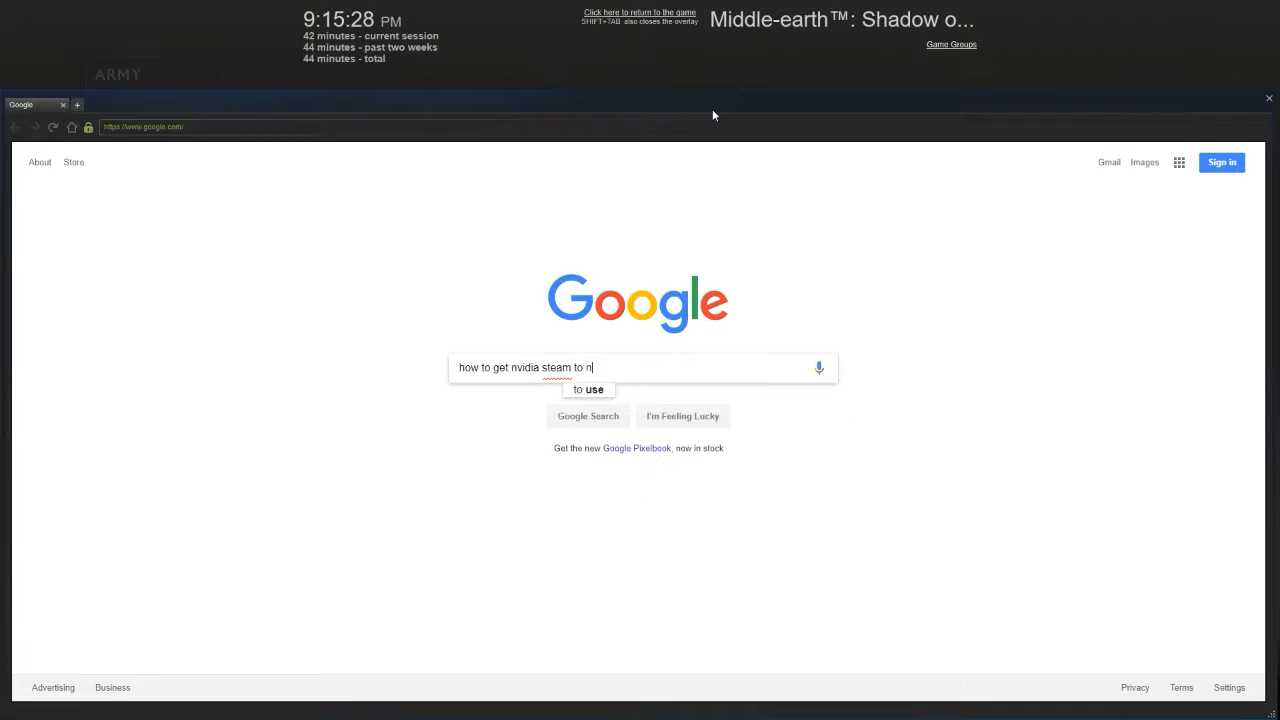 9:15:28 PM
42 minutes - current session
44 minutes - past two weeks
44 minutes - total
Click here to return to the game
SHIFT+TAB also closes the overlay
Middle-earth™: Shadow o...
Game Groups
ARMY
Google
https://www.google.com/
About Store
Gmail Images Sign in
Google
how to get nvidia steam to n
to use
Google Search I'm Feeling Lucky
Get the new Google Pixelbook, now in stock
Advertising Business
Privacy Terms Settings